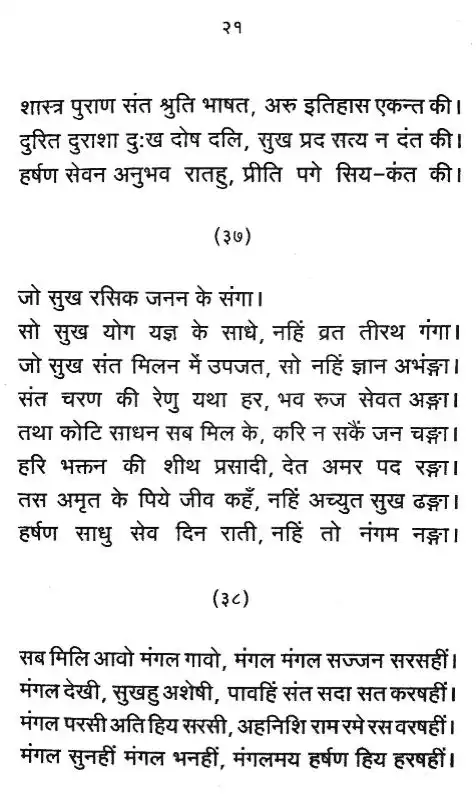 २१
शास्त्र पुराण संत श्रुति भाषत, अरु इतिहास एकन्त की।
दुरित दुराशा दुःख दोष दलि, सुख प्रद सत्य न दंत की।
हर्षण सेवन अनुभव रातहु, प्रीति पगे सिय-कंत की।
(३७)
जो सुख रसिक जनन के संगा।
सो सुख योग यज्ञ के साधे, नहिं व्रत तीरथ गंगा।
जो सुख संत मिलन में उपजत, सो नहिं ज्ञान अभंङ्गा।
संत चरण की रेणु यथा हर, भव रुज सेवत अङ्गा।
तथा कोटि साधन सब मिल के, करि न सकैं जन चङ्गा।
हरि भक्तन की शीथ प्रसादी, देत अमर पद रङ्गा।
तस अमृत के पिये जीव कहँ, नहिं अच्युत सुख ढङ्गा।
हर्षण साधु सेव दिन राती, नहिं तो नंगम नङ्गा।
(३८)
सब मिलि आवो मंगल गावो, मंगल मंगल सज्जन सरसहीं।
मंगल देखी, सुखहु अशेषी, पावहिं संत सदा सत करषहीं।
मंगल परसी अति हिय सरसी, अहनिशि राम रमे रस वरषहीं।
मंगल सुनहीं मंगल भनहीं, मंगलमय हर्षण हिय हरषहीं।